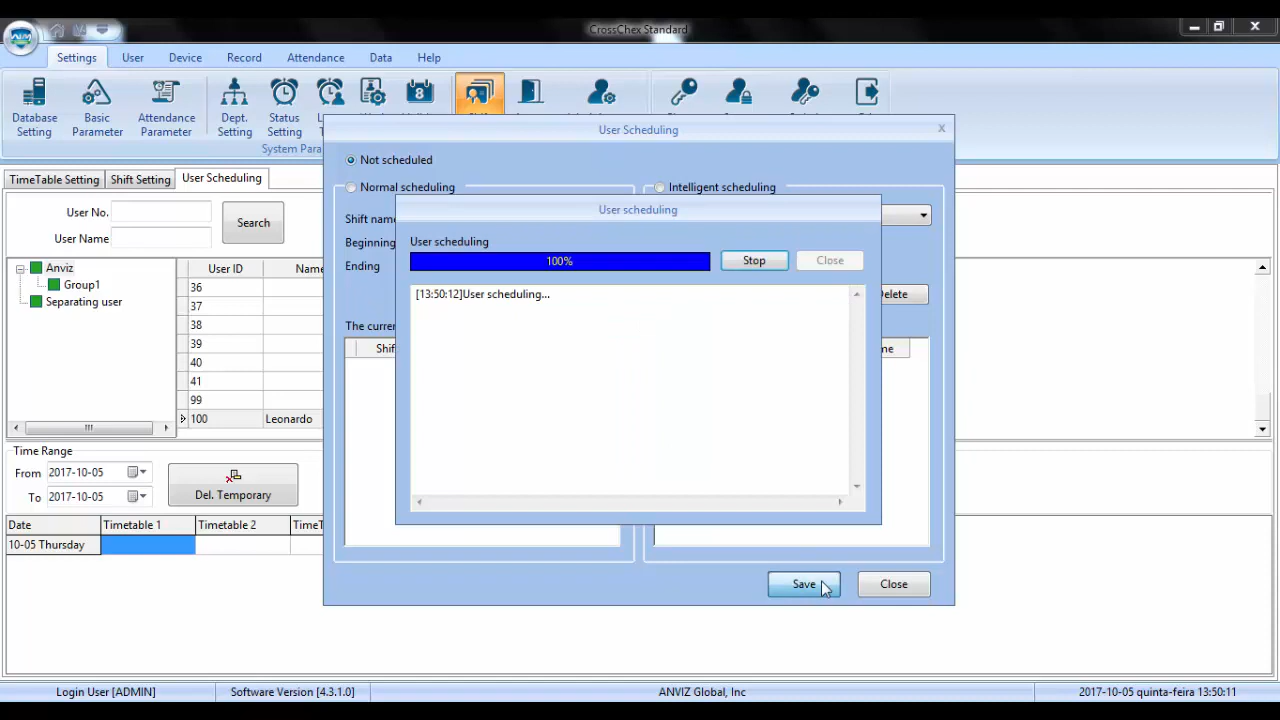 CrossChex Standard
Settings User Device Record Attendance Data Help
Database Setting
Basic Parameter
Attendance Parameter
Dept. Setting
Status Setting
System Para
TimeTable Setting Shift Setting User Scheduling
User No.
User Name
Search
Anviz
Group1
Separating user
User ID Name
36
37
38
39
40
41
99
100 Leonardo
Time Range
From 2017-10-05
To 2017-10-05
Del. Temporary
Date Timetable 1 Timetable 2 TimeT
10-05 Thursday
User Scheduling x
Not scheduled
Normal scheduling Intelligent scheduling
Shift name
Beginning
Ending
elete
The curren
Shif
me
User scheduling
User scheduling
100% Stop Close
[13:50:12]User scheduling...
Save Close
Login User [ADMIN] Software Version [4.3.1.0] ANVIZ Global, Inc 2017-10-05 quinta-feira 13:50:11